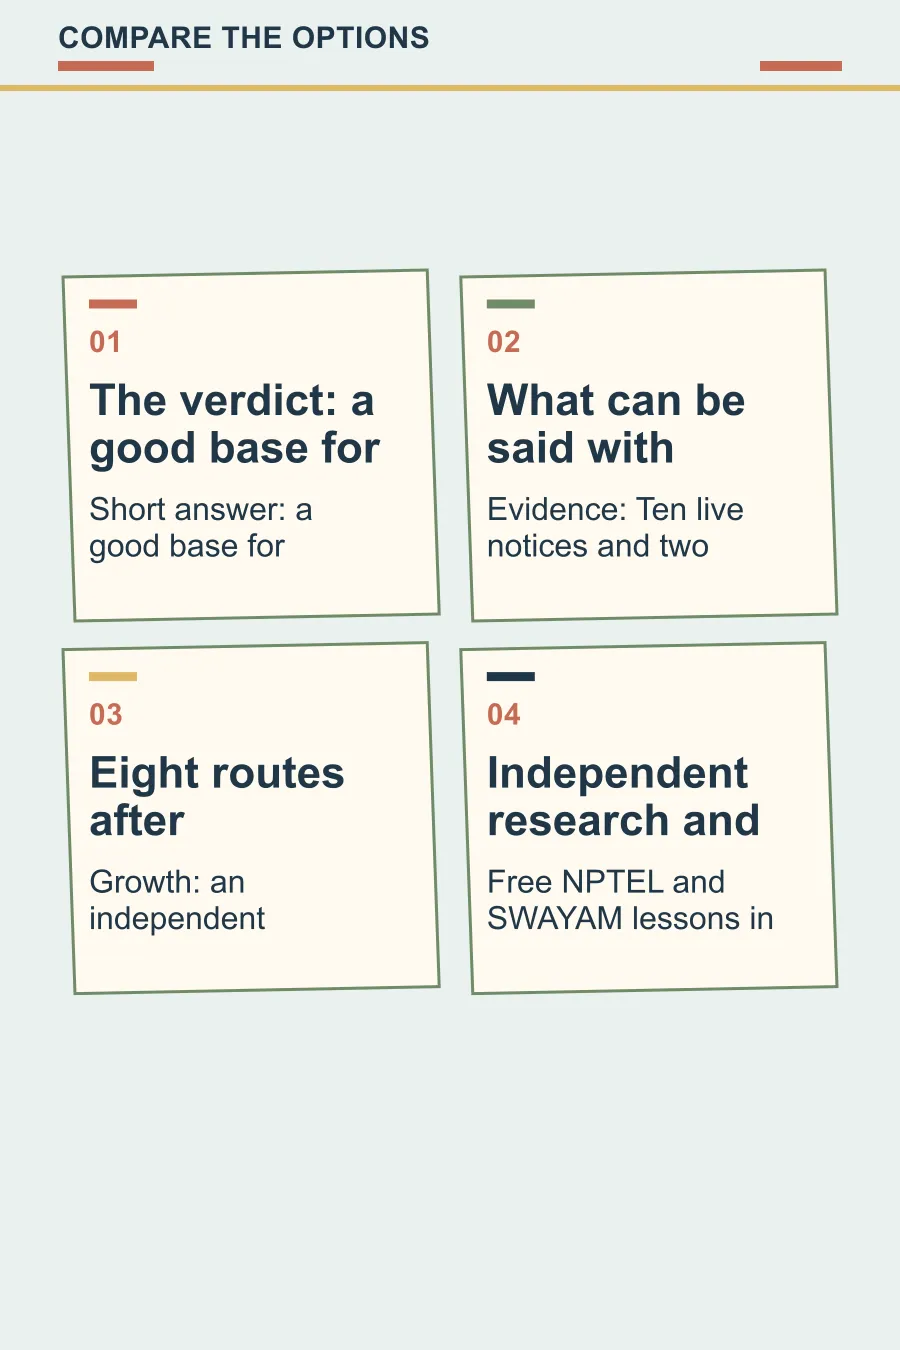 COMPARE THE OPTIONS
01
The verdict: a
good base for
Short answer: a
good base for
02
What can be
said with
Evidence: Ten live
notices and two
03
Eight routes
after
Growth: an
independent
04
Independent
research and
Free NPTEL and
SWAYAM lessons in